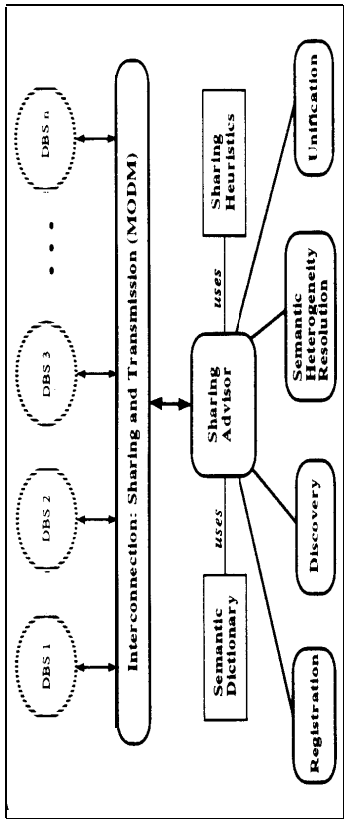 DBS 1
DBS 2
DBS 3
• • •
DBS n
Interconnection: Sharing and Transmission (MODM)
Semantic
Dictionary
uses
Sharing
Advisor
uses
Sharing
Heuristics
Registration
Discovery
Semantic
Heterogeneity
Resolution
Unification